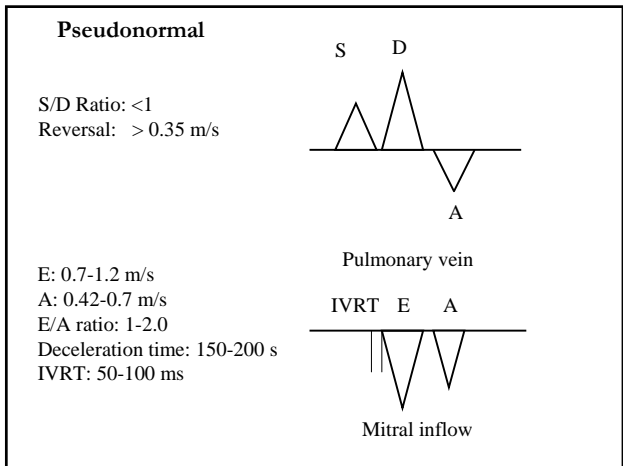 Pseudonormal
S D
S/D Ratio: <1
Reversal: > 0.35 m/s
A
Pulmonary vein
E: 0.7-1.2 m/s
A: 0.42-0.7 m/s
E/A ratio: 1-2.0
Deceleration time: 150-200 s
IVRT: 50-100 ms
IVRT E A
Mitral inflow